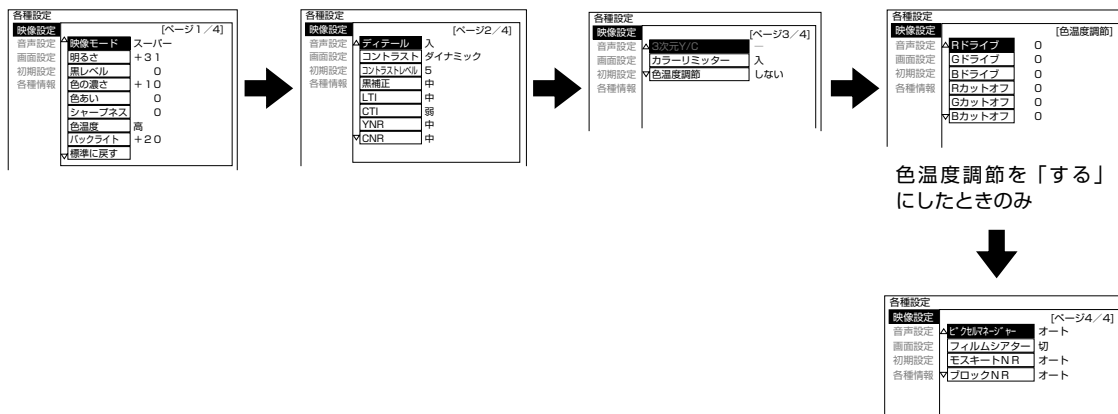 各種設定
映像設定
音声設定
画面設定
初期設定
各種情報
[ページ1／4]
映像モード スーパー
明るさ ＋31
黒レベル 0
色の濃さ ＋10
色あい 0
シャープネス 0
色温度 高
バックライト ＋20
標準に戻す
各種設定
映像設定
音声設定
画面設定
初期設定
各種情報
[ページ2／4]
ディテール 入
コントラスト ダイナミック
コントラストレベル 5
黒補正 中
LTI 中
CTI 弱
YNR 中
CNR 中
各種設定
映像設定
音声設定
画面設定
初期設定
各種情報
[ページ3／4]
3次元Y/C ―
カラーリミッター 入
色温度調節 しない
各種設定
映像設定
音声設定
画面設定
初期設定
各種情報
[色温度調節]
Rドライブ 0
Gドライブ 0
Bドライブ 0
Rカットオフ 0
Gカットオフ 0
Bカットオフ 0
色温度調節を「する」
にしたときのみ
各種設定
映像設定
音声設定
画面設定
初期設定
各種情報
[ページ4／4]
ピクセルマネージャー オート
フィルムシアター 切
モスキートNR オート
ブロックNR オート